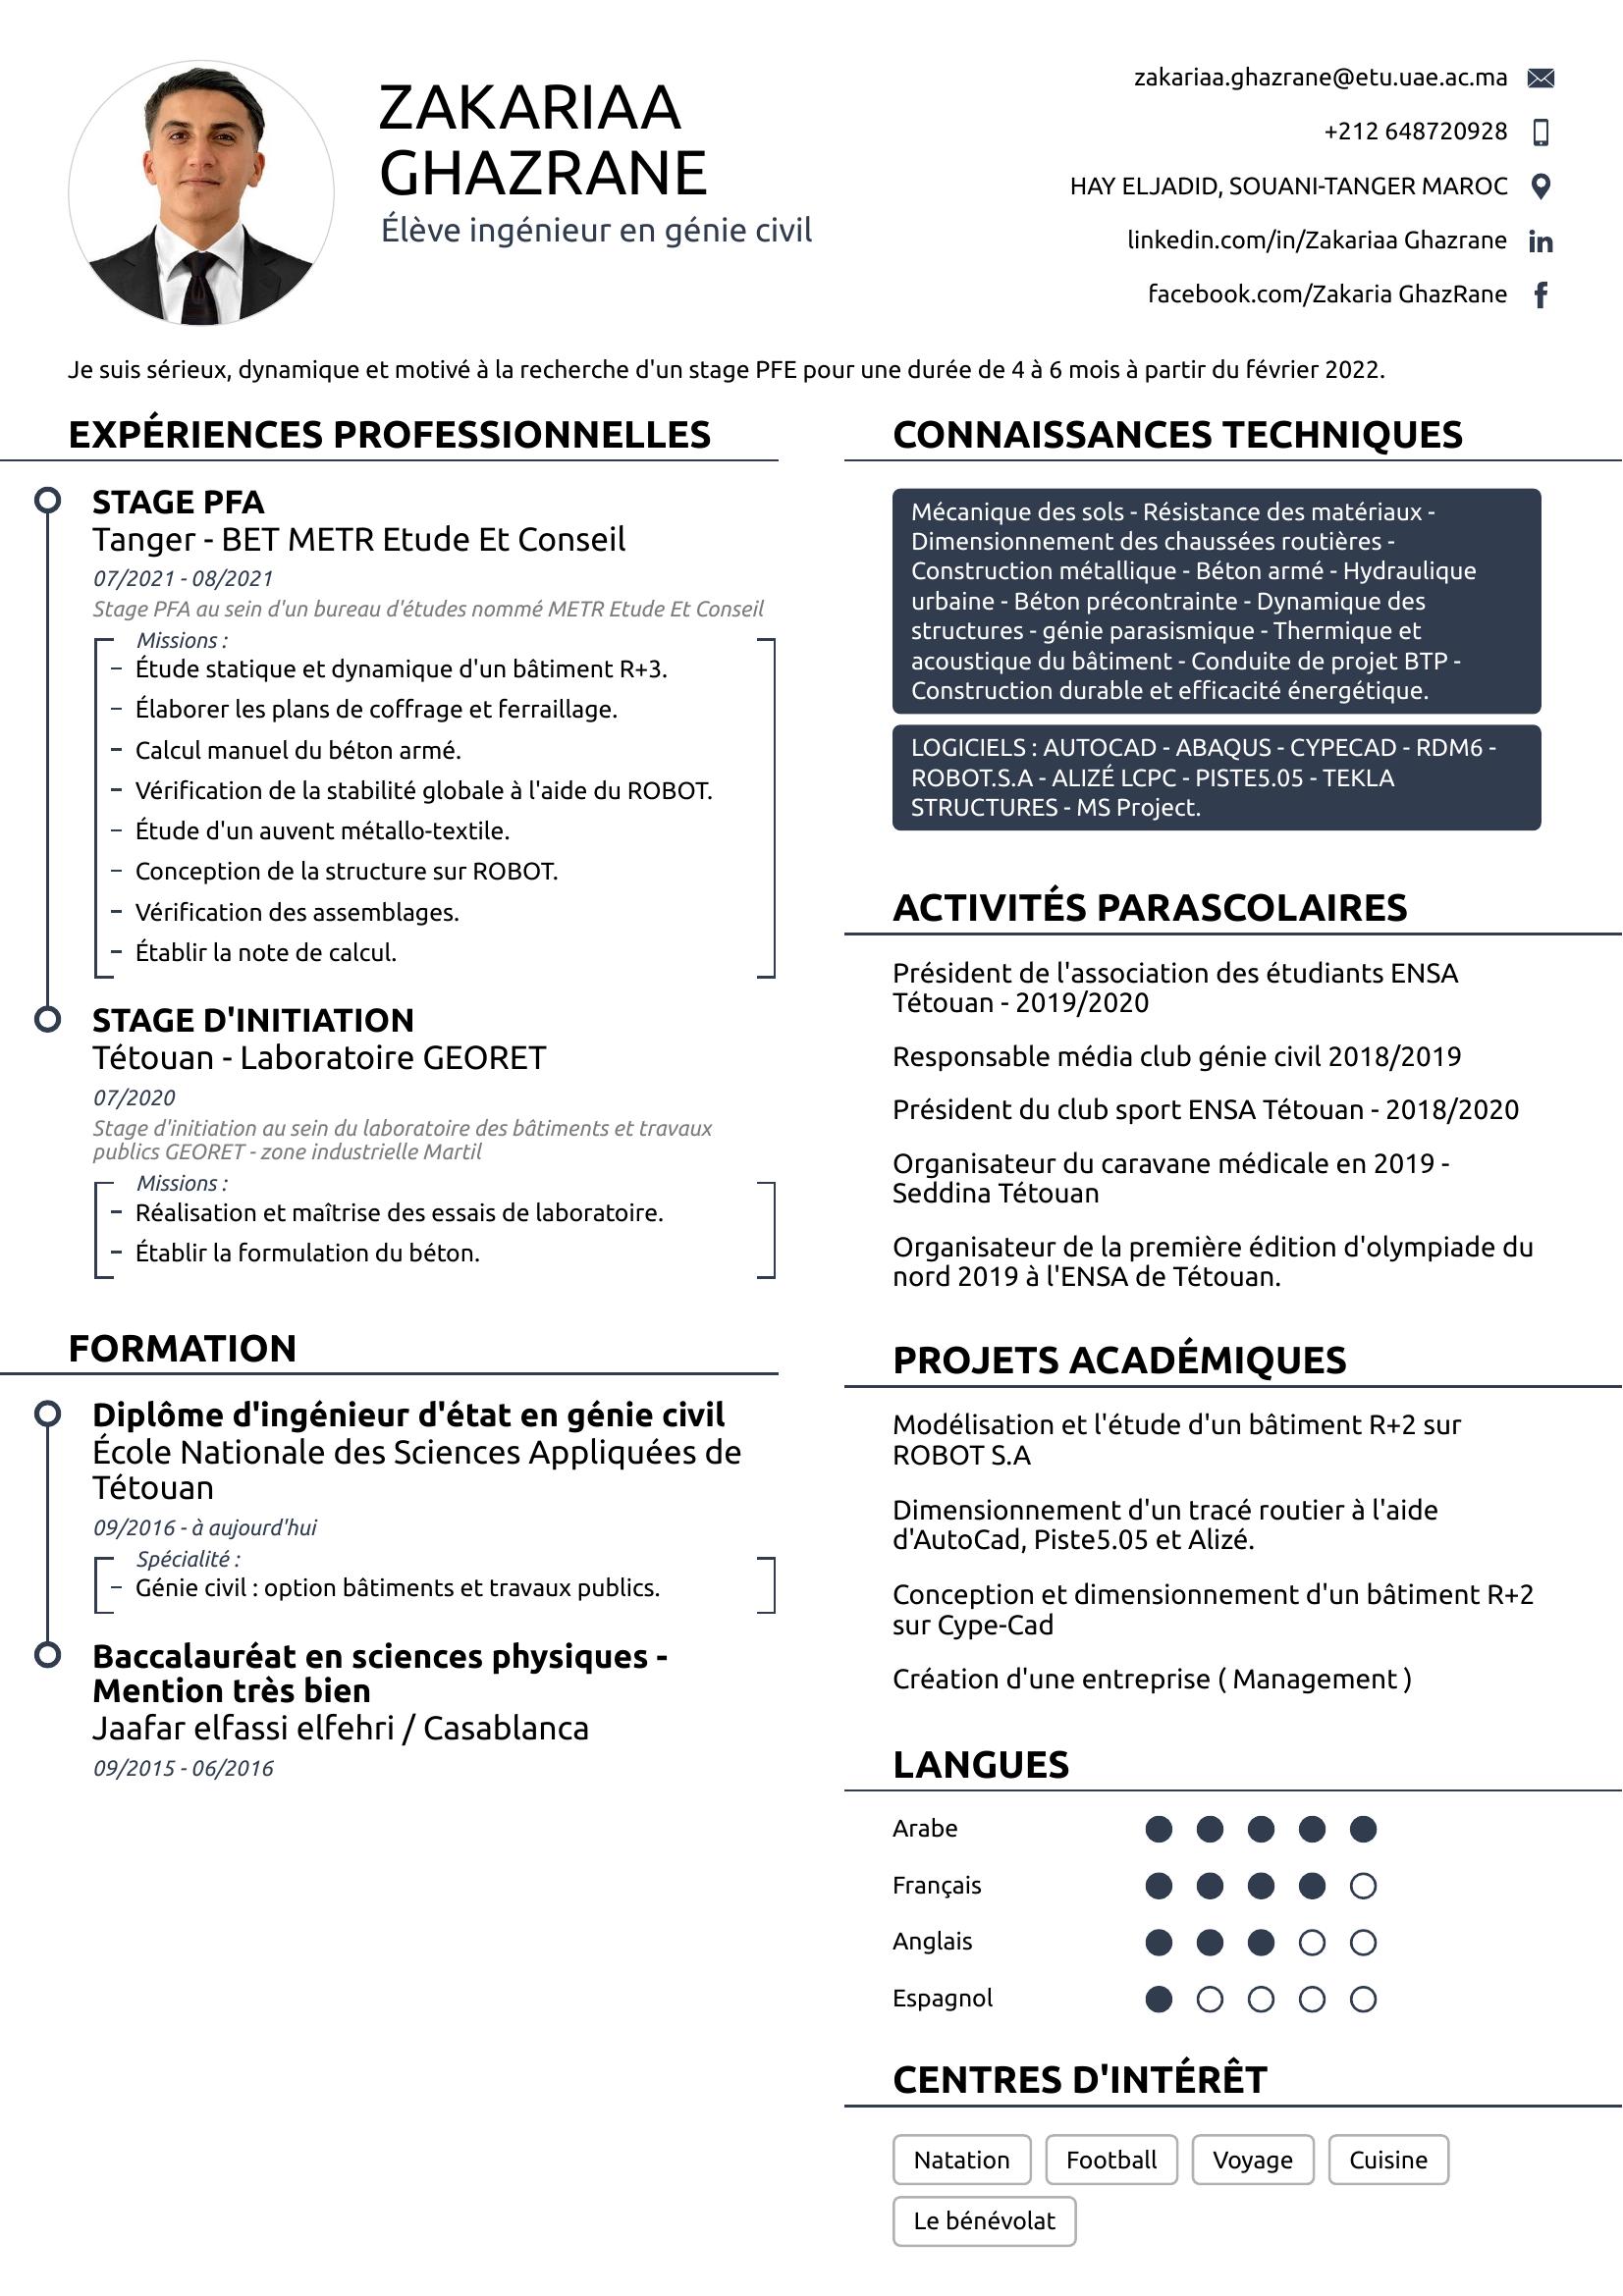 ZAKARIAA
GHAZRANE
Élève ingénieur en génie civil
zakariaa.ghazrane@etu.uae.ac.ma
+212 648720928
HAY ELJADID, SOUANI-TANGER MAROC
linkedin.com/in/Zakariaa Ghazrane
facebook.com/Zakaria GhazRane
Je suis sérieux, dynamique et motivé à la recherche d'un stage PFE pour une durée de 4 à 6 mois à partir du février 2022.
EXPÉRIENCES PROFESSIONNELLES
STAGE PFA
Tanger - BET METR Etude Et Conseil
07/2021 - 08/2021
Stage PFA au sein d'un bureau d'études nommé METR Etude Et Conseil
Missions :
– Étude statique et dynamique d'un bâtiment R+3.
– Élaborer les plans de coffrage et ferraillage.
– Calcul manuel du béton armé.
– Vérification de la stabilité globale à l'aide du ROBOT.
– Étude d'un auvent métallo-textile.
– Conception de la structure sur ROBOT.
– Vérification des assemblages.
– Établir la note de calcul.
STAGE D'INITIATION
Tétouan - Laboratoire GEORET
07/2020
Stage d'initiation au sein du laboratoire des bâtiments et travaux
publics GEORET - zone industrielle Martil
Missions :
– Réalisation et maîtrise des essais de laboratoire.
– Établir la formulation du béton.
FORMATION
Diplôme d'ingénieur d'état en génie civil
École Nationale des Sciences Appliquées de
Tétouan
09/2016 - à aujourd'hui
Spécialité :
– Génie civil : option bâtiments et travaux publics.
Baccalauréat en sciences physiques -
Mention très bien
Jaafar elfassi elfehri / Casablanca
09/2015 - 06/2016
CONNAISSANCES TECHNIQUES
Mécanique des sols - Résistance des matériaux -
Dimensionnement des chaussées routières -
Construction métallique - Béton armé - Hydraulique
urbaine - Béton précontrainte - Dynamique des
structures - génie parasismique - Thermique et
acoustique du bâtiment - Conduite de projet BTP -
Construction durable et efficacité énergétique.
LOGICIELS : AUTOCAD - ABAQUS - CYPECAD - RDM6 -
ROBOT.S.A - ALIZÉ LCPC - PISTE5.05 - TEKLA
STRUCTURES - MS Project.
ACTIVITÉS PARASCOLAIRES
Président de l'association des étudiants ENSA
Tétouan - 2019/2020
Responsable média club génie civil 2018/2019
Président du club sport ENSA Tétouan - 2018/2020
Organisateur du caravane médicale en 2019 -
Seddina Tétouan
Organisateur de la première édition d'olympiade du
nord 2019 à l'ENSA de Tétouan.
PROJETS ACADÉMIQUES
Modélisation et l'étude d'un bâtiment R+2 sur
ROBOT S.A
Dimensionnement d'un tracé routier à l'aide
d'AutoCad, Piste5.05 et Alizé.
Conception et dimensionnement d'un bâtiment R+2
sur Cype-Cad
Création d'une entreprise ( Management )
LANGUES
Arabe
Français
Anglais
Espagnol
CENTRES D'INTÉRÊT
Natation Football Voyage Cuisine
Le bénévolat